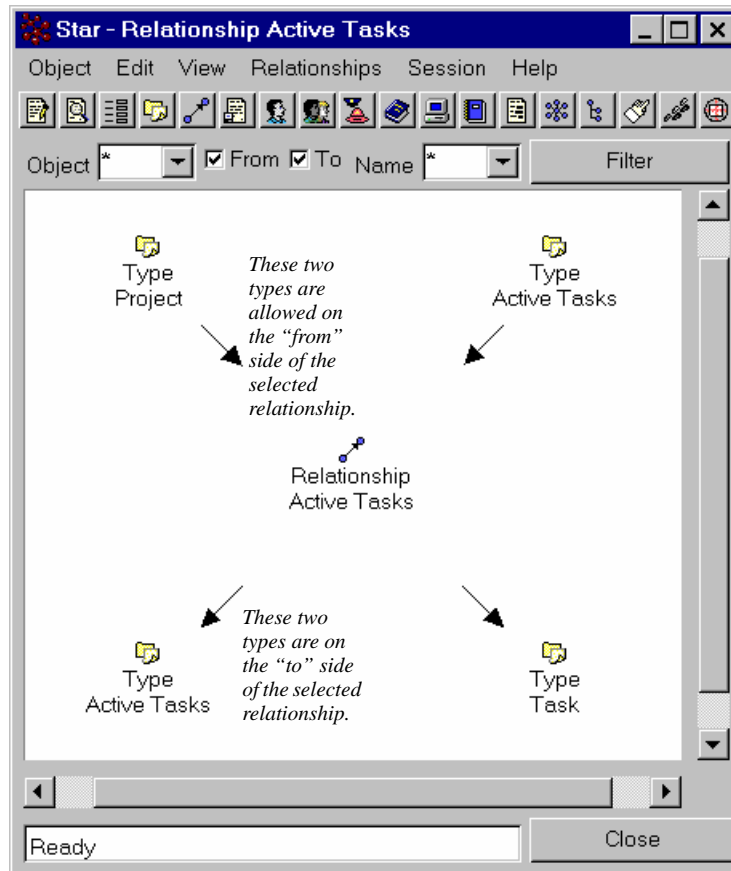 Star - Relationship Active Tasks
Object Edit View Relationships Session Help
Object * From To Name * Filter
Type
Project
These two
types are
allowed on
the “from”
side of the
selected
relationship.
Type
Active Tasks
Relationship
Active Tasks
Type
Active Tasks
These two
types are on
the “to” side
of the selected
relationship.
Type
Task
Ready
Close